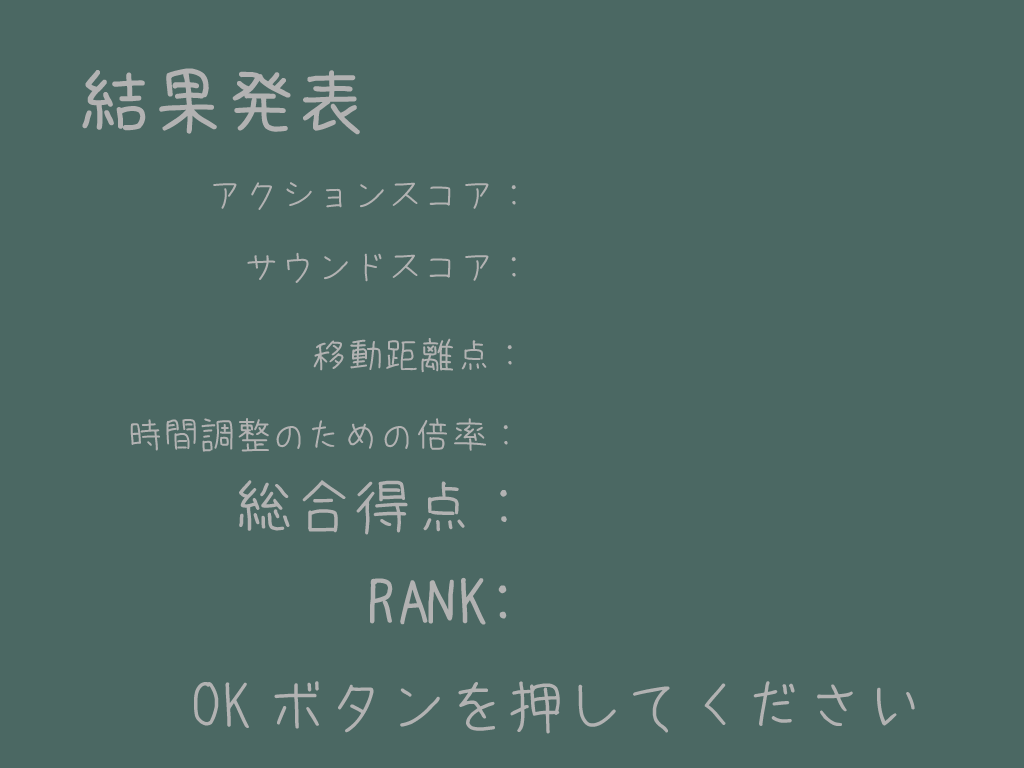 結果発表
アクションスコア：
サウンドスコア：
移動距離点：
時間調整のための倍率：
総合得点：
RANK:
OKボタンを押してください